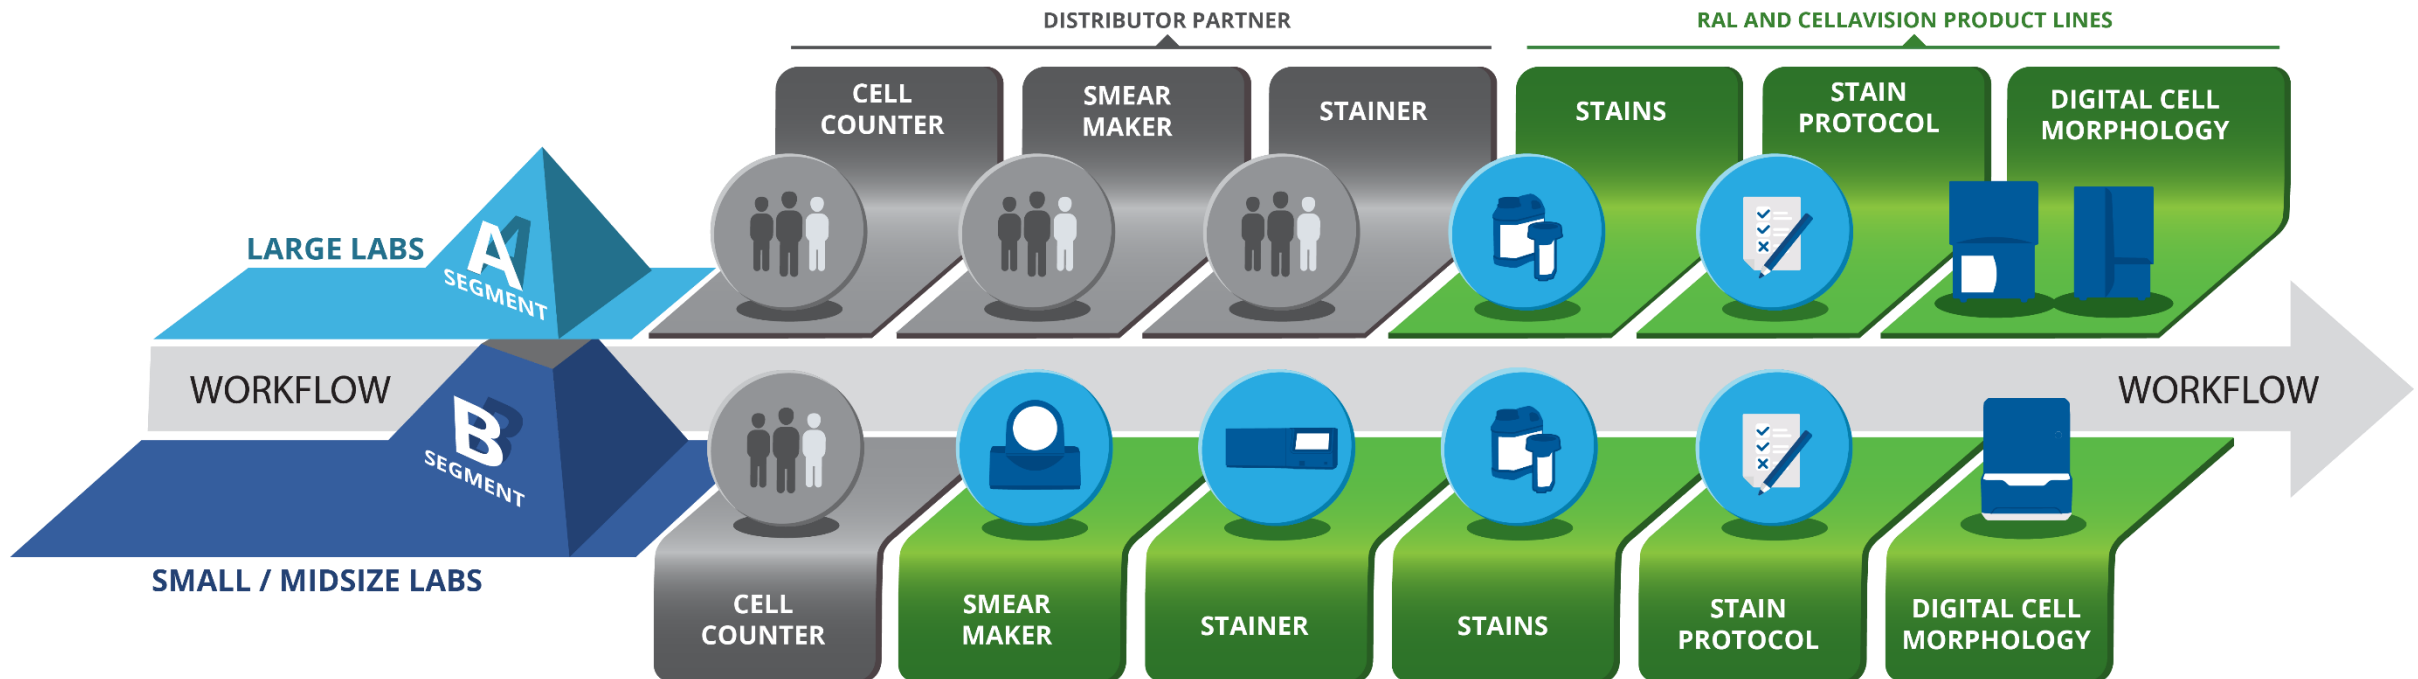 DISTRIBUTOR PARTNER
RAL AND CELLAVISION PRODUCT LINES
CELL
COUNTER
SMEAR
MAKER
STAINER
STAINS
STAIN
PROTOCOL
DIGITAL CELL
MORPHOLOGY
LARGE LABS
A
SEGMENT
WORKFLOW
WORKFLOW
B
SEGMENT
SMALL / MIDSIZE LABS
CELL
COUNTER
SMEAR
MAKER
STAINER
STAINS
STAIN
PROTOCOL
DIGITAL CELL
MORPHOLOGY